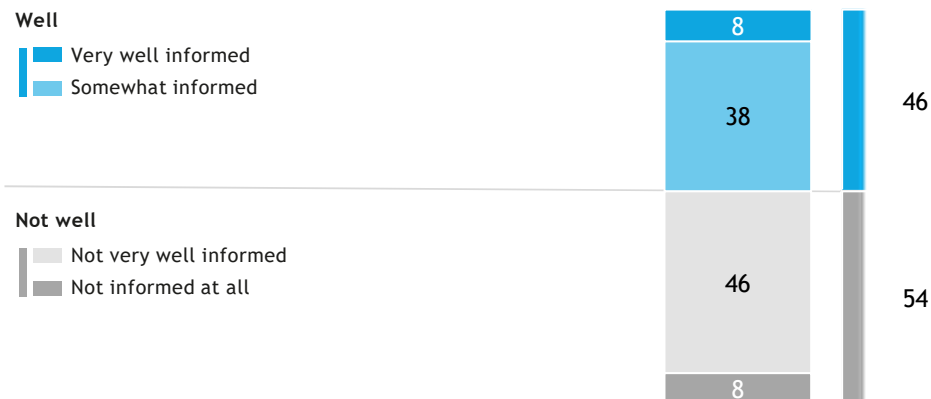 Well
Very well informed
Somewhat informed
8
38
46
Not well
Not very well informed
Not informed at all
46
54
8